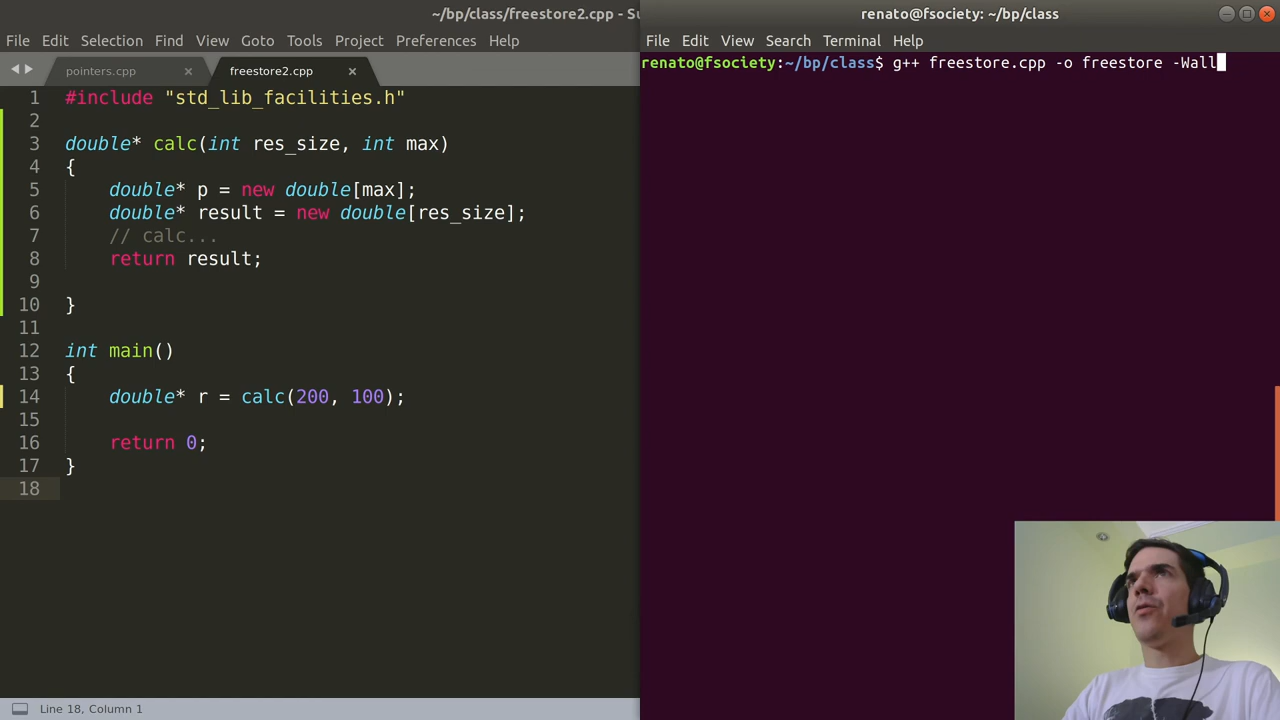 ~/bp/class/freestore2.cpp - Su
File Edit Selection Find View Goto Tools Project Preferences Help
pointers.cpp × freestore2.cpp ×
1 #include "std_lib_facilities.h"
2
3 double* calc(int res_size, int max)
4 {
5 double* p = new double[max];
6 double* result = new double[res_size];
7 // calc...
8 return result;
9
10 }
11
12 int main()
13 {
14 double* r = calc(200, 100);
15
16 return 0;
17 }
18
Line 18, Column 1
renato@fsociety: ~/bp/class
File Edit View Search Terminal Help
renato@fsociety:~/bp/class$ g++ freestore.cpp -o freestore -Wall